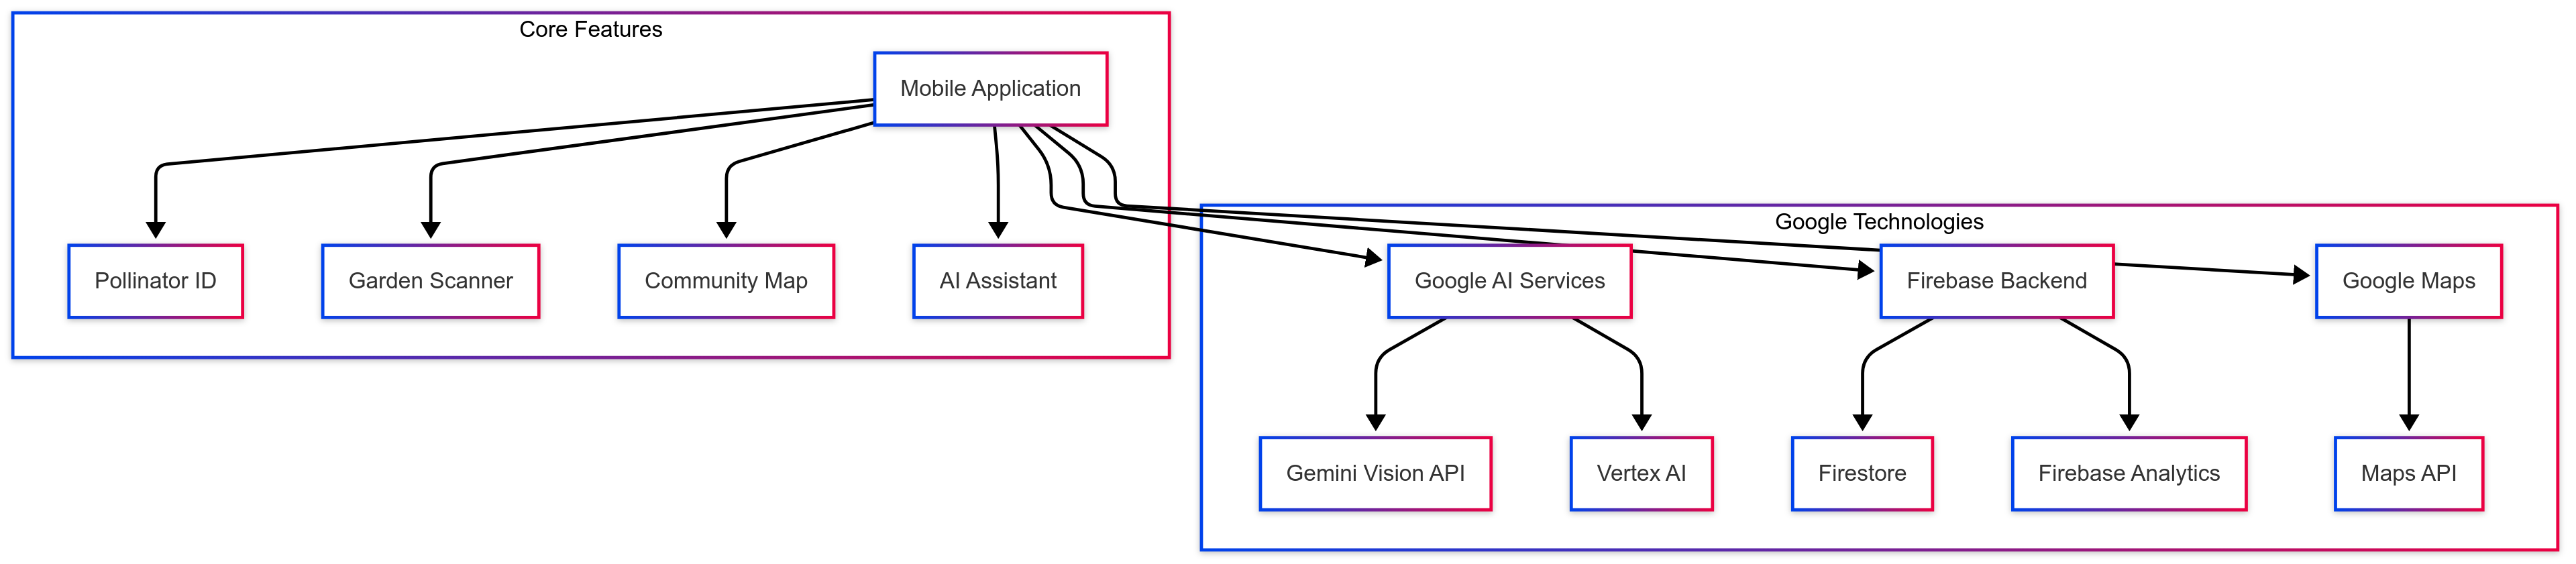 Core Features
Mobile Application
Pollinator ID
Garden Scanner
Community Map
AI Assistant
Google Technologies
Google AI Services
Firebase Backend
Google Maps
Gemini Vision API
Vertex AI
Firestore
Firebase Analytics
Maps API